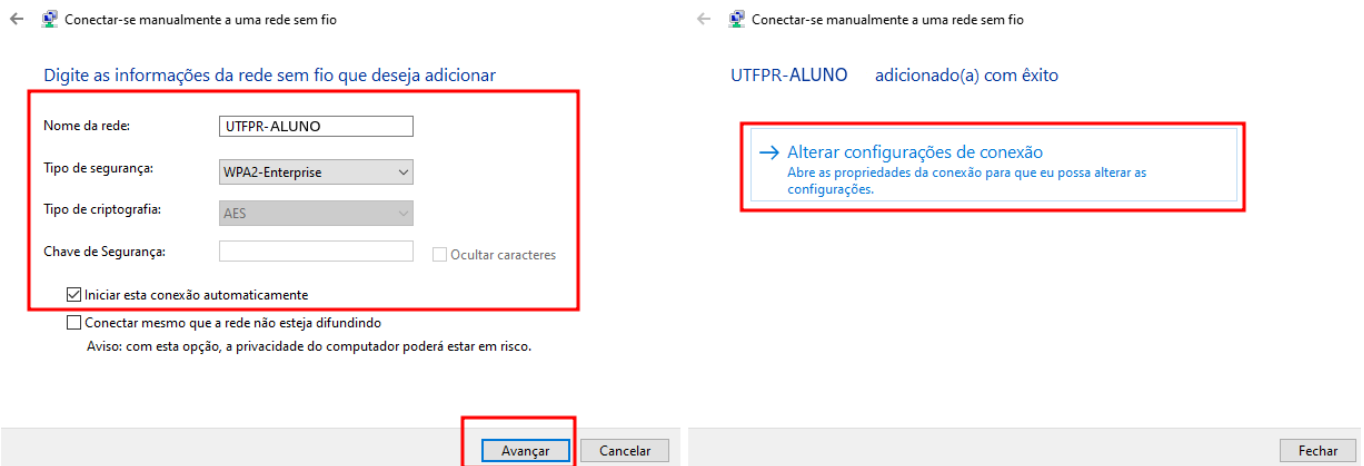 Conectar-se manualmente a uma rede sem fio
Digite as informações da rede sem fio que deseja adicionar
Nome da rede:
UTFPR-ALUNO
Tipo de segurança:
WPA2-Enterprise
Tipo de criptografia:
AES
Chave de Segurança:
Ocultar caracteres
Iniciar esta conexão automaticamente
Conectar mesmo que a rede não esteja difundindo
Aviso: com esta opção, a privacidade do computador poderá estar em risco.
Avançar
Cancelar
Conectar-se manualmente a uma rede sem fio
UTFPR-ALUNO adicionado(a) com êxito
Alterar configurações de conexão
Abre as propriedades da conexão para que eu possa alterar as
configurações.
Fechar